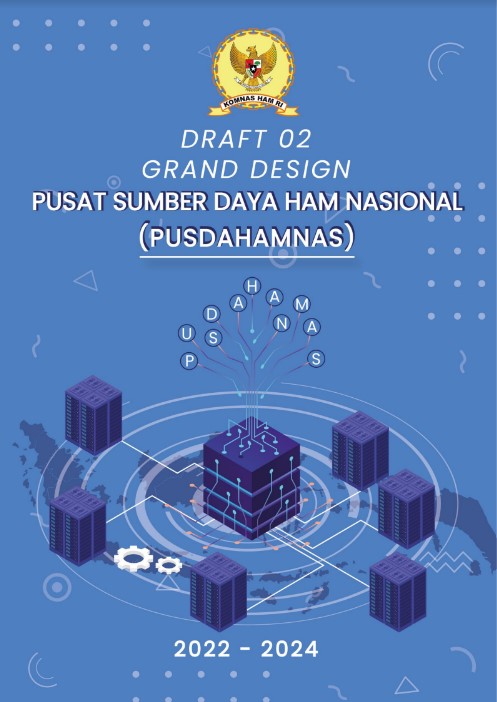 KOMNAS HAM RI
DRAFT 02
GRAND DESIGN
PUSAT SUMBER DAYA HAM NASIONAL
(PUSDAHAMNAS)
P U S D A H A M N A S
2022 - 2024